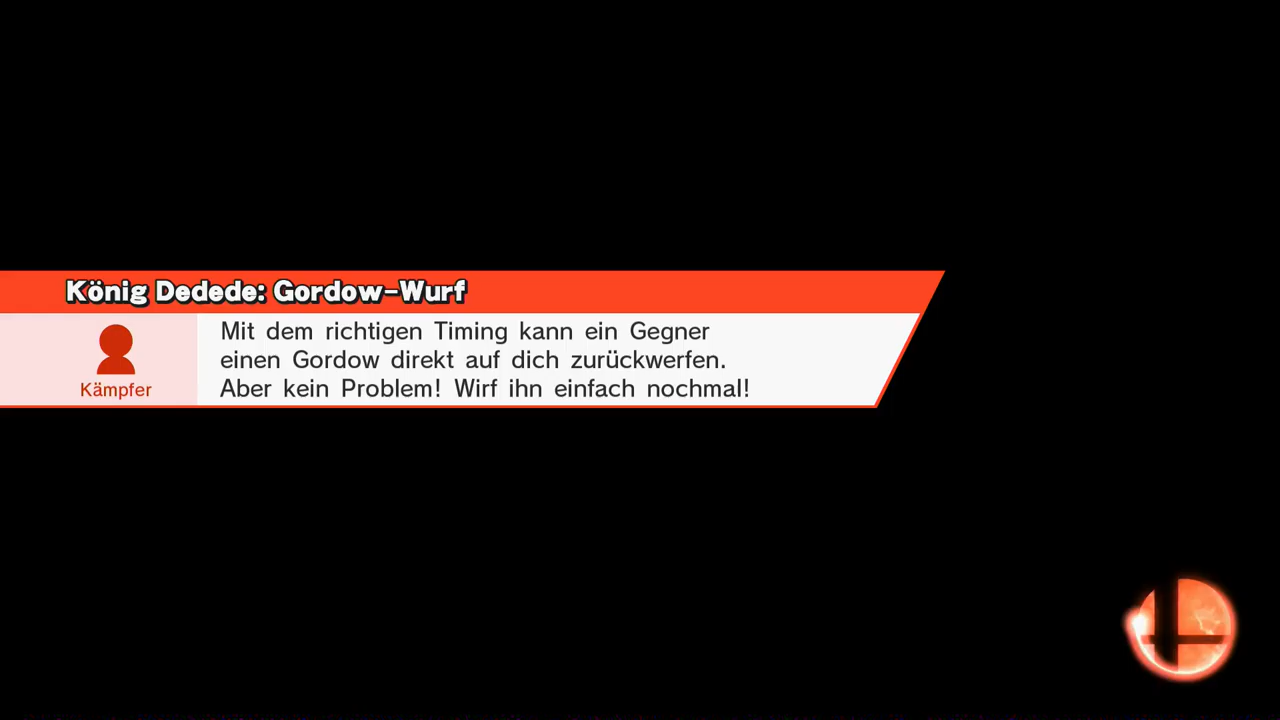 König Dedede: Gordow-Wurf
Mit dem richtigen Timing kann ein Gegner
einen Gordow direkt auf dich zurückwerfen.
Aber kein Problem! Wirf ihn einfach nochmal!
Kämpfer